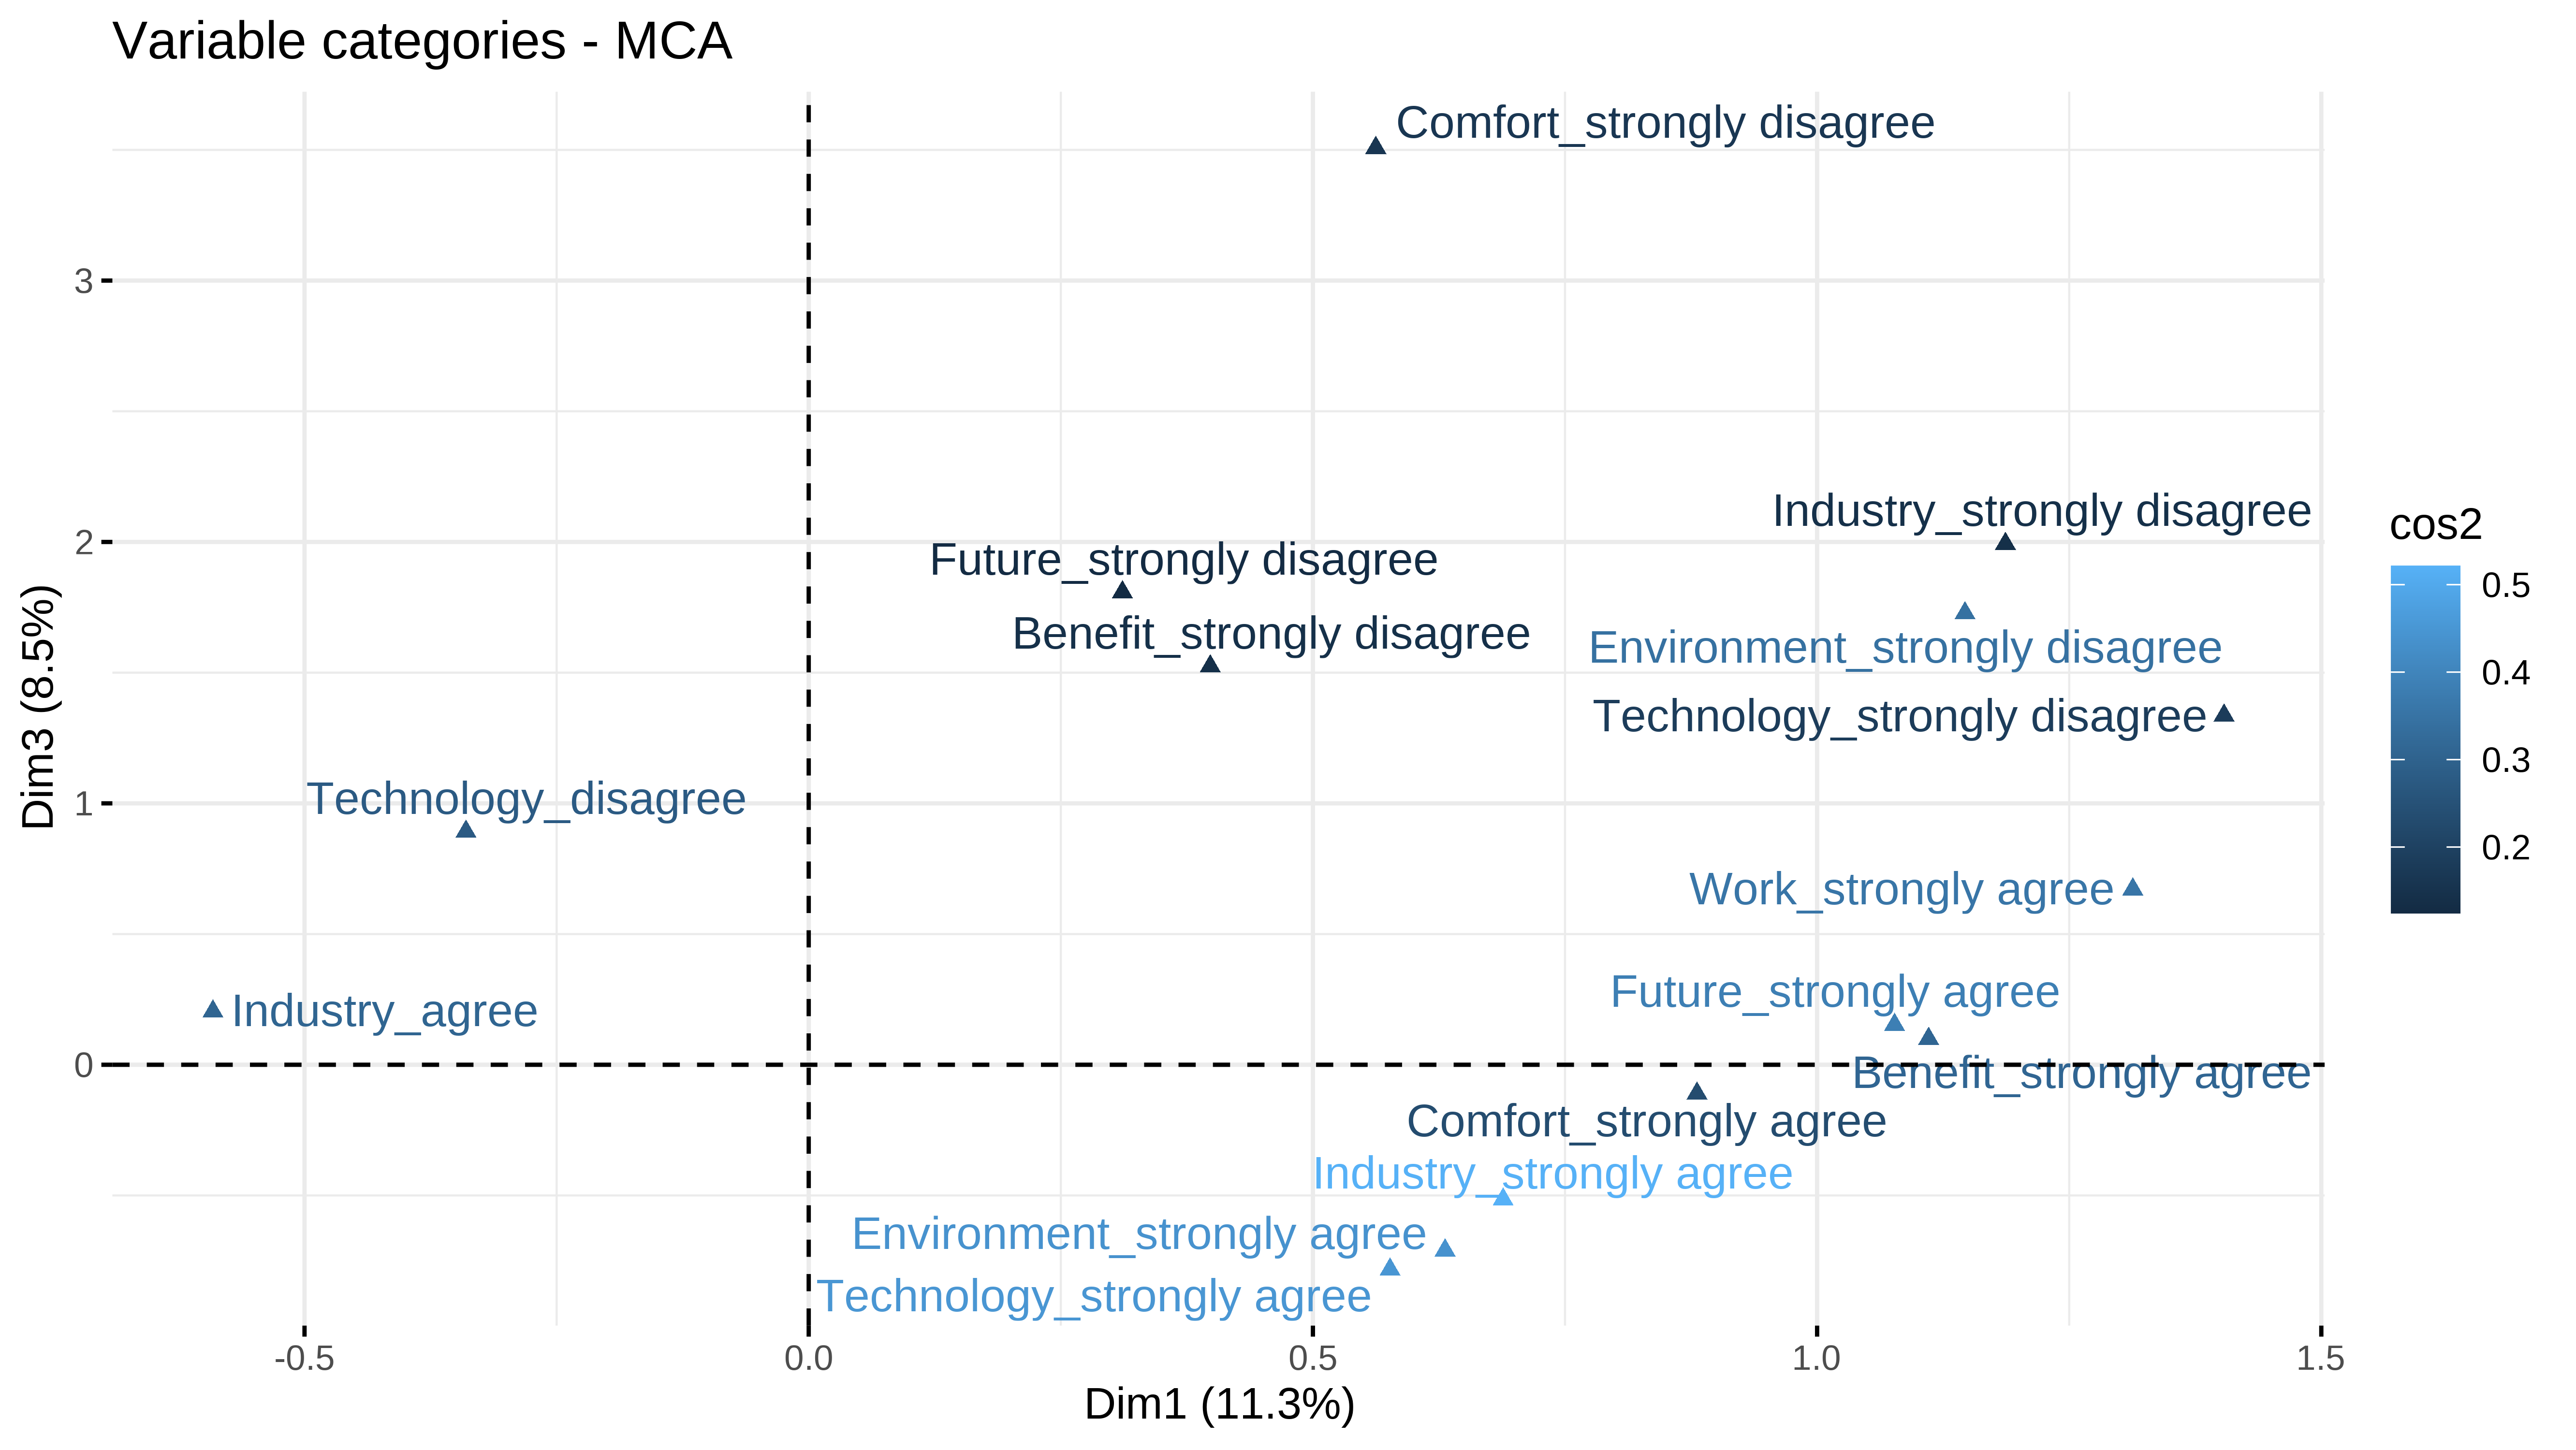 Variable categories - MCA
Comfort_strongly disagree
3
Industry_strongly disagree
cos2
2
Future_strongly disagree
0.5
Benefit_strongly disagree
Environment_strongly disagree
0.4
Dim3 (8.5%)
Technology_strongly disagree
0.3
1
Technology_disagree
0.2
Work_strongly agree
Future_strongly agree
Industry_agree
0
Benefit_strongly agree
Comfort_strongly agree
Industry_strongly agree
Environment_strongly agree
Technology_strongly agree
-0.5
0.0
0.5
1.0
1.5
Dim1 (11.3%)